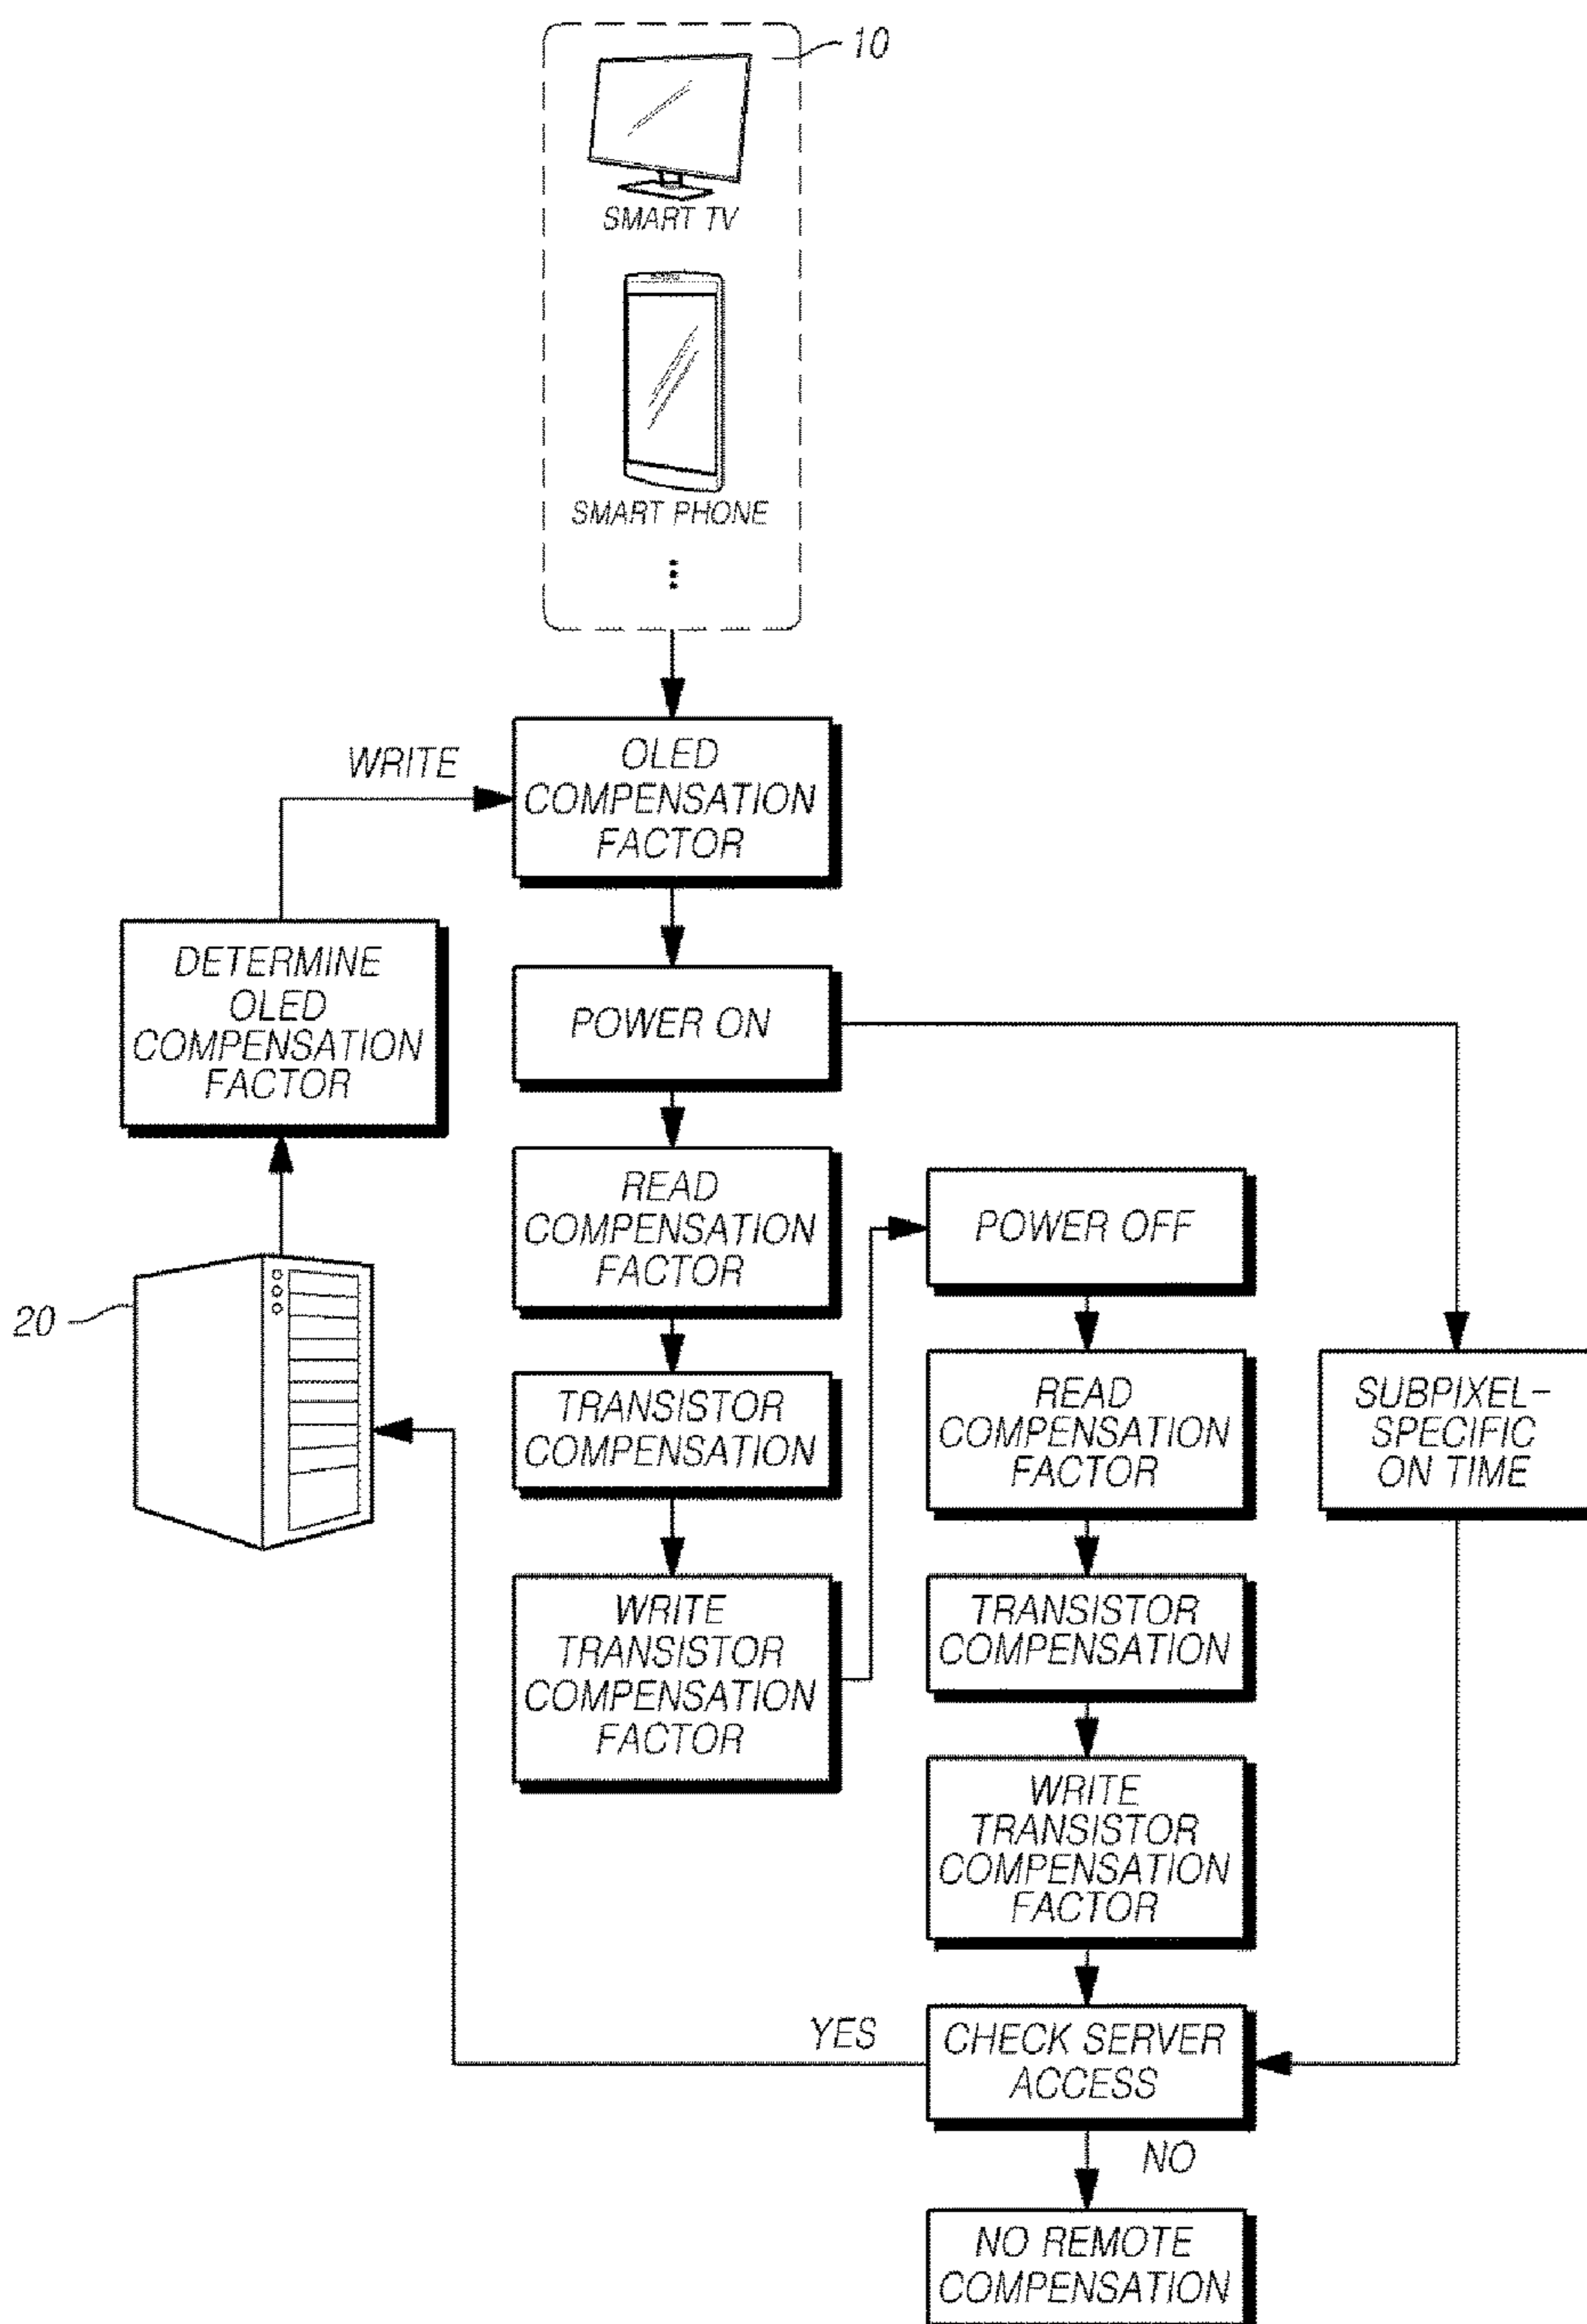 10
SMART TV
SMART PHONE
WRITE
OLED
COMPENSATION
FACTOR
DETERMINE
OLED
COMPENSATION
FACTOR
POWER ON
READ
COMPENSATION
FACTOR
POWER OFF
20
TRANSISTOR
COMPENSATION
READ
COMPENSATION
FACTOR
SUBPIXEL-
SPECIFIC
ON TIME
WRITE
TRANSISTOR
COMPENSATION
FACTOR
TRANSISTOR
COMPENSATION
WRITE
TRANSISTOR
COMPENSATION
FACTOR
YES
CHECK SERVER
ACCESS
NO
NO REMOTE
COMPENSATION